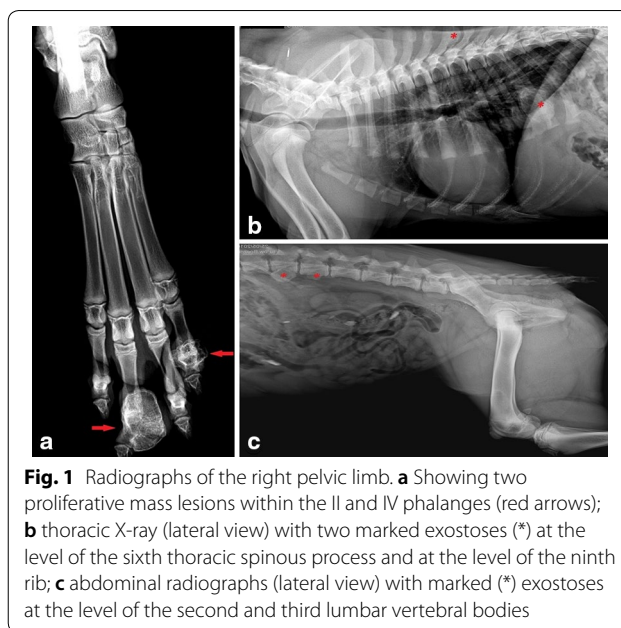 a
b
*
*
c
* *
Fig. 1 Radiographs of the right pelvic limb. a Showing two
proliferative mass lesions within the II and IV phalanges (red arrows);
b thoracic X-ray (lateral view) with two marked exostoses (*) at the
level of the sixth thoracic spinous process and at the level of the ninth
rib; c abdominal radiographs (lateral view) with marked (*) exostoses
at the level of the second and third lumbar vertebral bodies